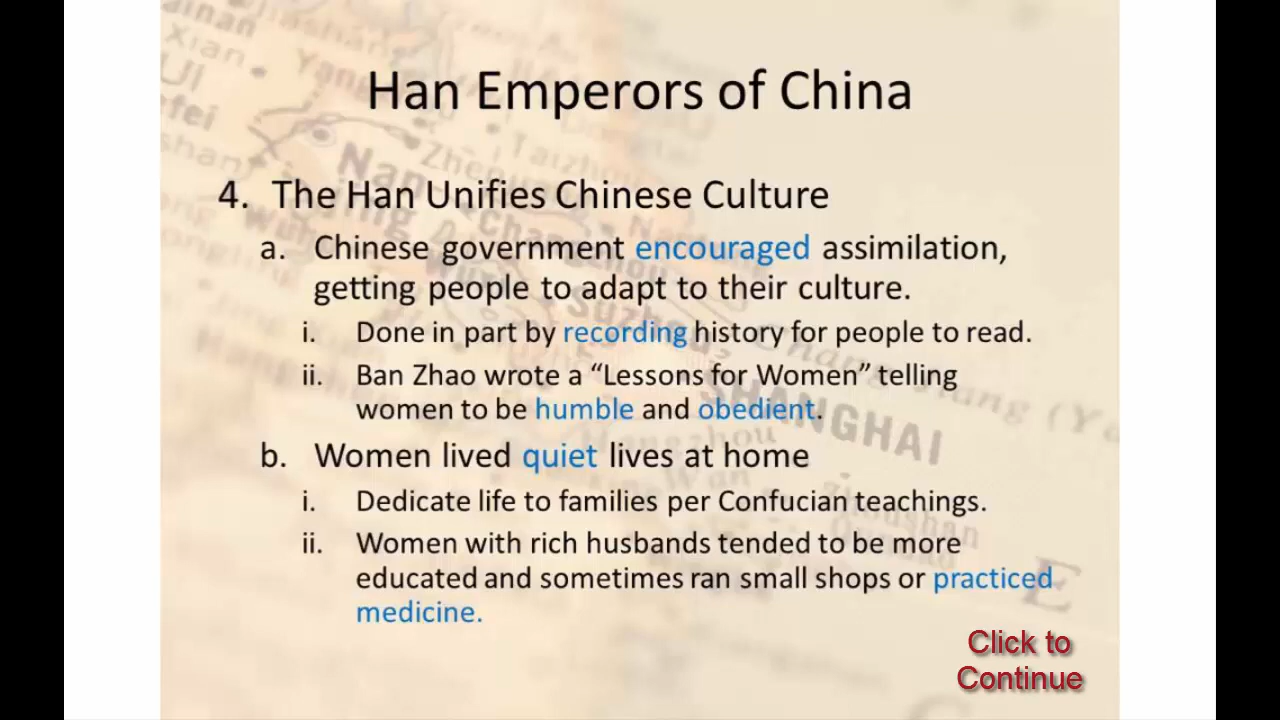 Han Emperors of China
4. The Han Unifies Chinese Culture
a. Chinese government encouraged assimilation,
getting people to adapt to their culture.
i. Done in part by recording history for people to read.
ii. Ban Zhao wrote a “Lessons for Women” telling
women to be humble and obedient.
b. Women lived quiet lives at home
i. Dedicate life to families per Confucian teachings.
ii. Women with rich husbands tended to be more
educated and sometimes ran small shops or practiced
medicine.
Click to
Continue
SHANGHAI